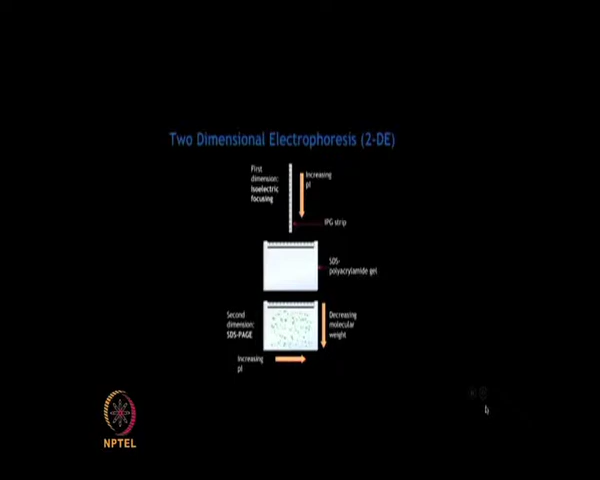 Two Dimensional Electrophoresis (2-DE)
First
dimension:
Isoelectric
focusing
Increasing
pI
IPG strip
SDS-
polyacrylamide gel
Second
dimension:
SDS-PAGE
Decreasing
molecular
weight
Increasing
pI
NPTEL